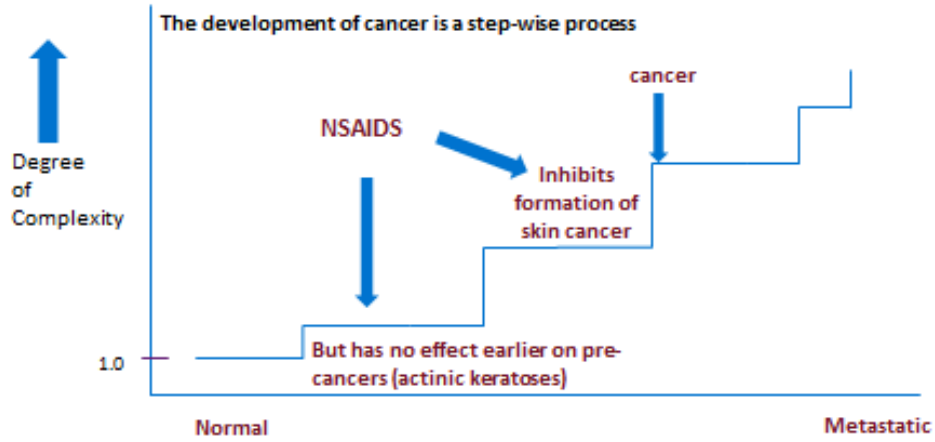 The development of cancer is a step-wise process
cancer
NSAIDS
Degree
of
Complexity
Inhibits
formation of
skin cancer
1.0
But has no effect earlier on pre-
cancers (actinic keratoses)
Normal
Metastatic